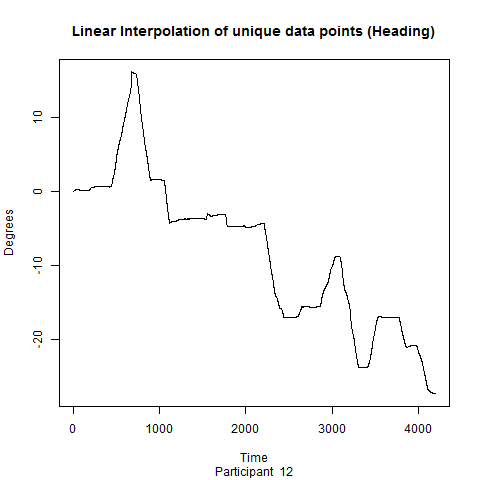 Linear Interpolation of unique data points (Heading)
Degrees
10
0
-10
-20
0 1000 2000 3000 4000
Time
Participant 12